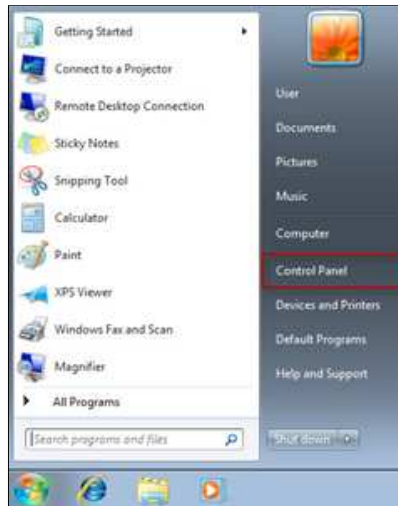 Getting Started
Connect to a Projector
Remote Desktop Connection
Sticky Notes
Snipping Tool
Calculator
Paint
XPS Viewer
Windows Fax and Scan
Magnifier
All Programs
Search programs and files
User
Documents
Pictures
Music
Computer
Control Panel
Devices and Printers
Default Programs
Help and Support
Shut down